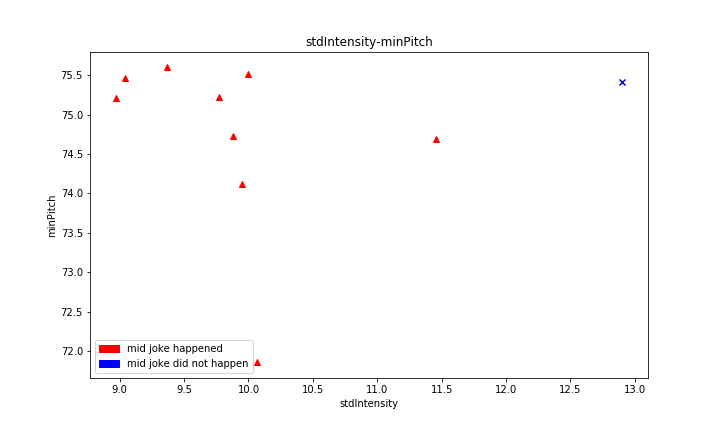 stdIntensity-minPitch
75.5
75.0
74.5
74.0
73.5
73.0
72.5
72.0
minPitch
mid joke happened
mid joke did not happen
9.0 9.5 10.0 10.5 11.0 11.5 12.0 12.5 13.0
stdIntensity